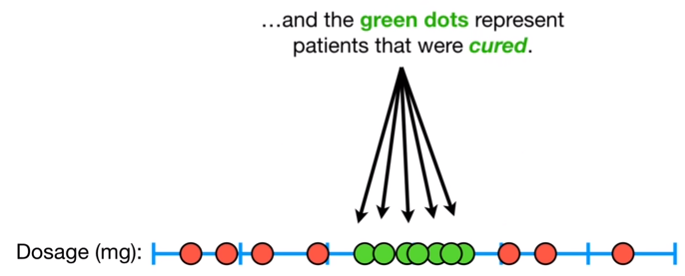 ...and the green dots represent
patients that were cured.
Dosage (mg):